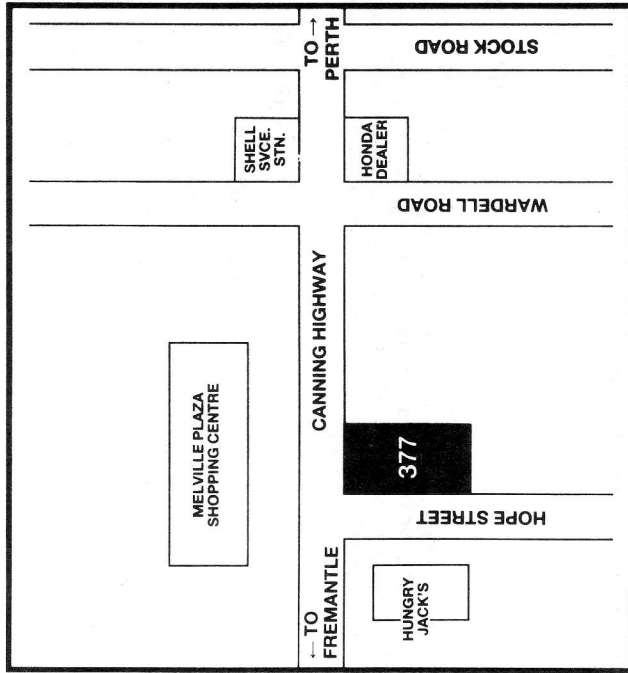 MELVILLE PLAZA
SHOPPING CENTRE
SHELL
SVCE.
STN.
← TO
FREMANTLE
CANNING HIGHWAY
TO →
PERTH
HUNGRY
JACK'S
377
HONDA
DEALER
HOPE STREET
WARDELL ROAD
STOCK ROAD